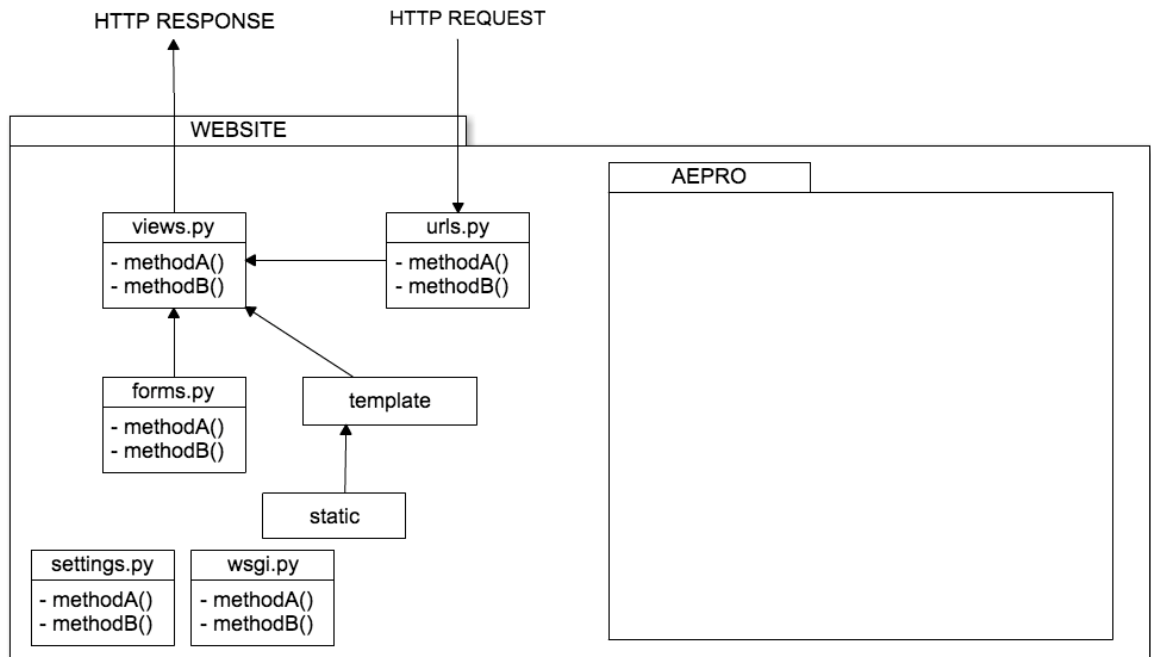 HTTP RESPONSE
HTTP REQUEST
WEBSITE
AEPRO
views.py
- methodA()
- methodB()
urls.py
- methodA()
- methodB()
forms.py
- methodA()
- methodB()
template
static
settings.py
- methodA()
- methodB()
wsgi.py
- methodA()
- methodB()